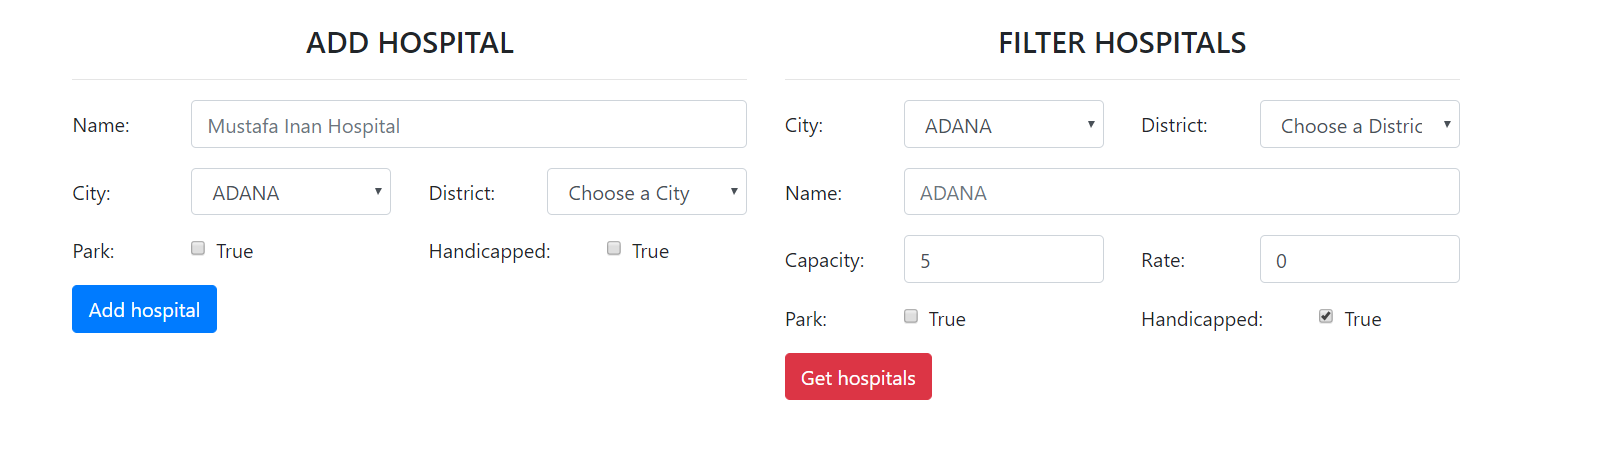 ADD HOSPITAL
Name: Mustafa Inan Hospital
City: ADANA District: Choose a City
Park: True Handicapped: True
Add hospital
FILTER HOSPITALS
City: ADANA District: Choose a Distric
Name: ADANA
Capacity: 5 Rate: 0
Park: True Handicapped: True
Get hospitals